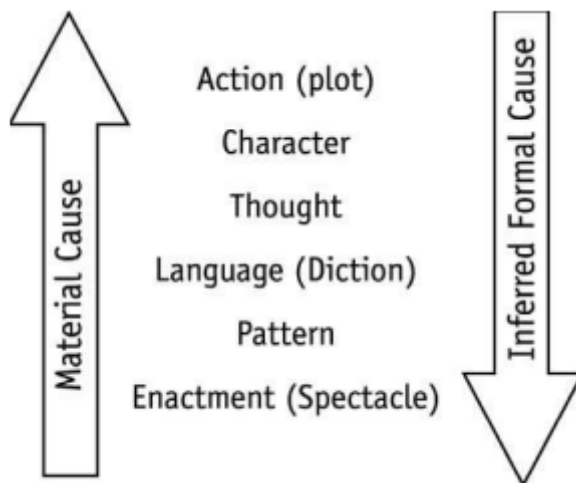 Action (plot)
Character
Thought
Language (Diction)
Pattern
Enactment (Spectacle)
Material Cause
Inferred Formal Cause